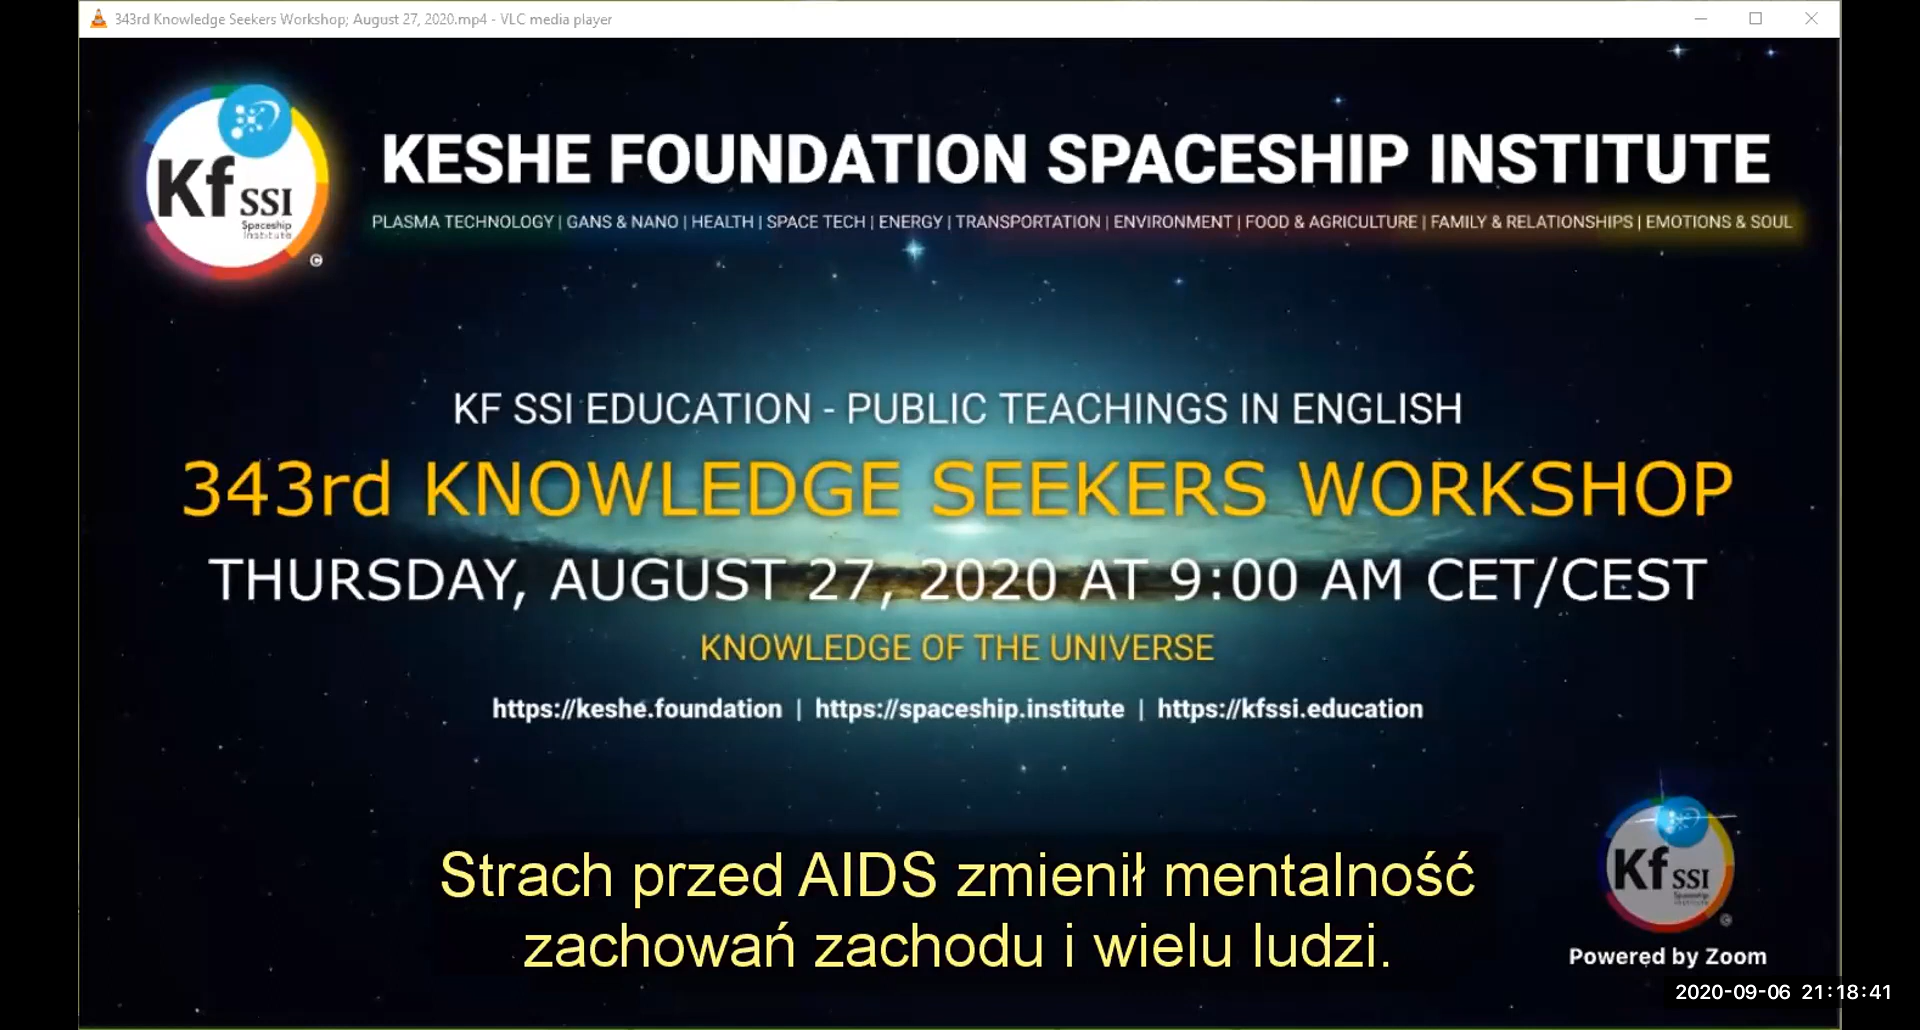 343rd Knowledge Seekers Workshop; August 27, 2020.mp4 - VLC media player
Kf SSI
Spaceship
Institute
©
KESHE FOUNDATION SPACESHIP INSTITUTE
PLASMA TECHNOLOGY | GANS & NANO | HEALTH | SPACE TECH | ENERGY | TRANSPORTATION | ENVIRONMENT | FOOD & AGRICULTURE | FAMILY & RELATIONSHIPS | EMOTIONS & SOUL
KF SSI EDUCATION - PUBLIC TEACHINGS IN ENGLISH
343rd KNOWLEDGE SEEKERS WORKSHOP
THURSDAY, AUGUST 27, 2020 AT 9:00 AM CET/CEST
KNOWLEDGE OF THE UNIVERSE
https://keshe.foundation | https://spaceship.institute | https://kfssi.education
Strach przed AIDS zmienił mentalność
zachowań zachodu i wielu ludzi.
Kf SSI
Spaceship
Institute
©
Powered by Zoom
2020-09-06 21:18:41